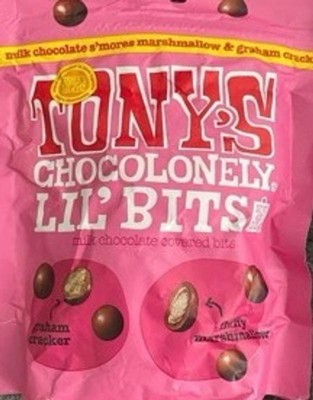 milk chocolate s'mores marshmallow & graham crack
TONY'S
CHOCOLONELY
LIL' BITS
milk chocolate covered bits
graham
cracker
marshmallow